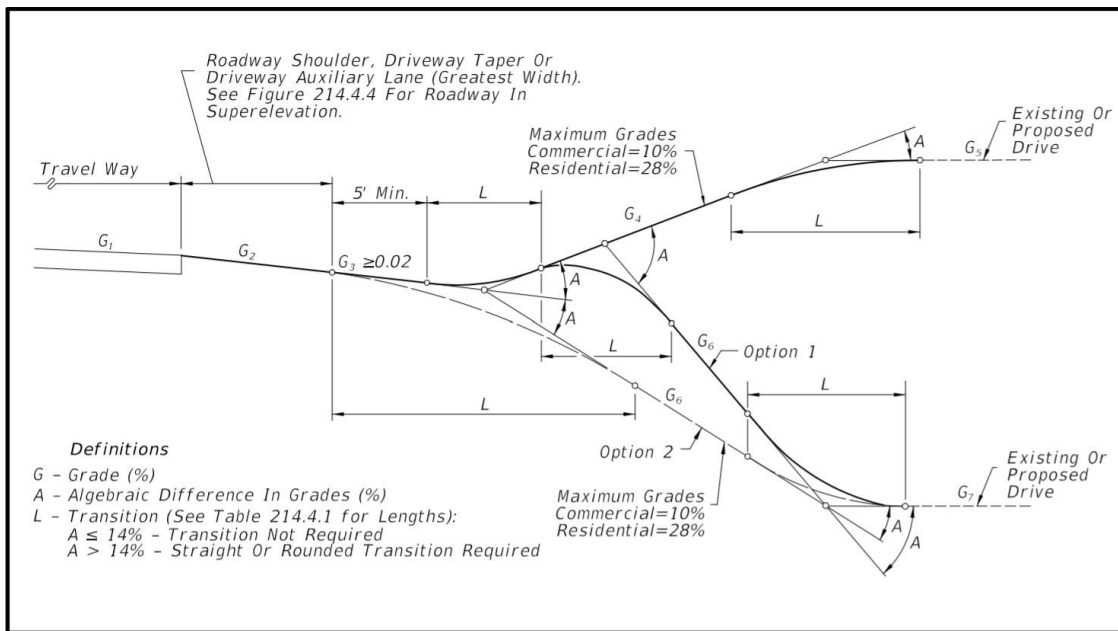 Roadway Shoulder, Driveway Taper Or
Driveway Auxiliary Lane (Greatest Width).
See Figure 214.4.4 For Roadway In
Superelevation.
Travel Way
5' Min.
L
Maximum Grades
Commercial=10%
Residential=28%
A
G5
Existing Or
Proposed
Drive
G1
G2
G3 ≥0.02
G4
A
L
A
A
L
G6
Option 1
L
L
G6
Option 2
Maximum Grades
Commercial=10%
Residential=28%
G7
Existing Or
Proposed
Drive
A
A
Definitions
G – Grade (%)
A – Algebraic Difference In Grades (%)
L – Transition (See Table 214.4.1 for Lengths):
A ≤ 14% – Transition Not Required
A > 14% – Straight Or Rounded Transition Required